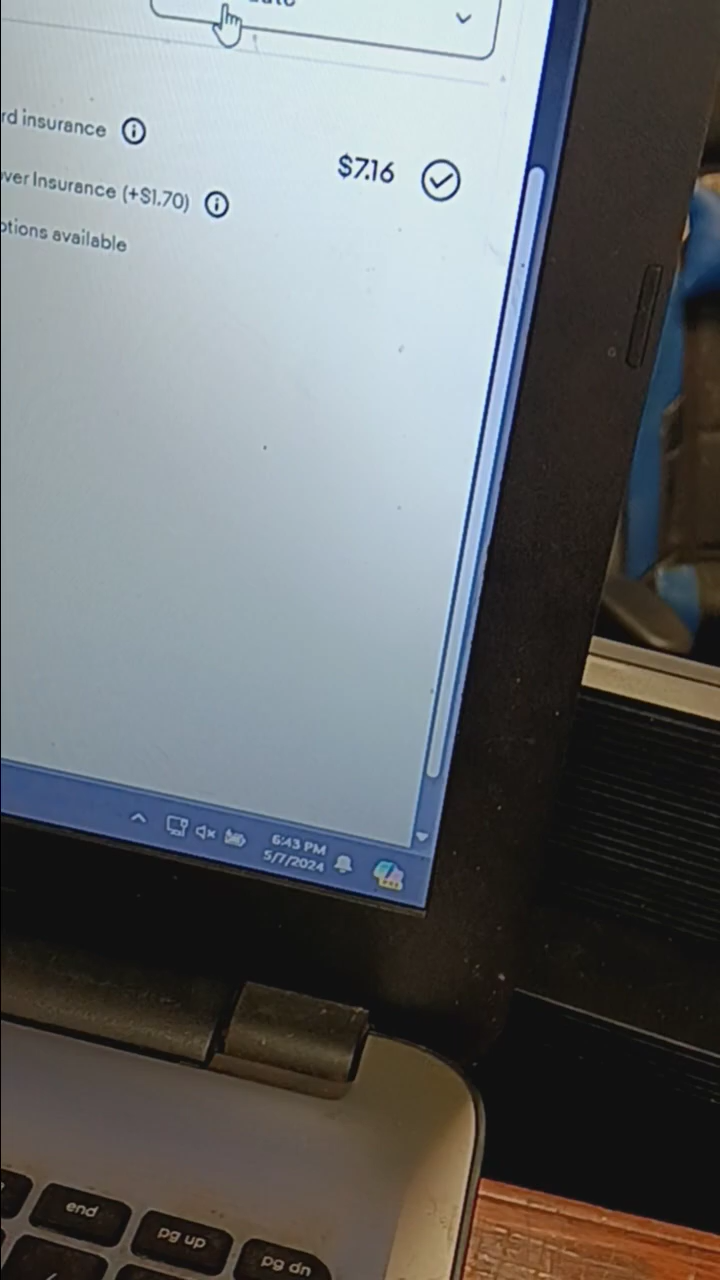 rd insurance
$7.16
ver Insurance (+$1.70)
ptions available
6:43 PM
5/7/2024
end
pg up
pg dn